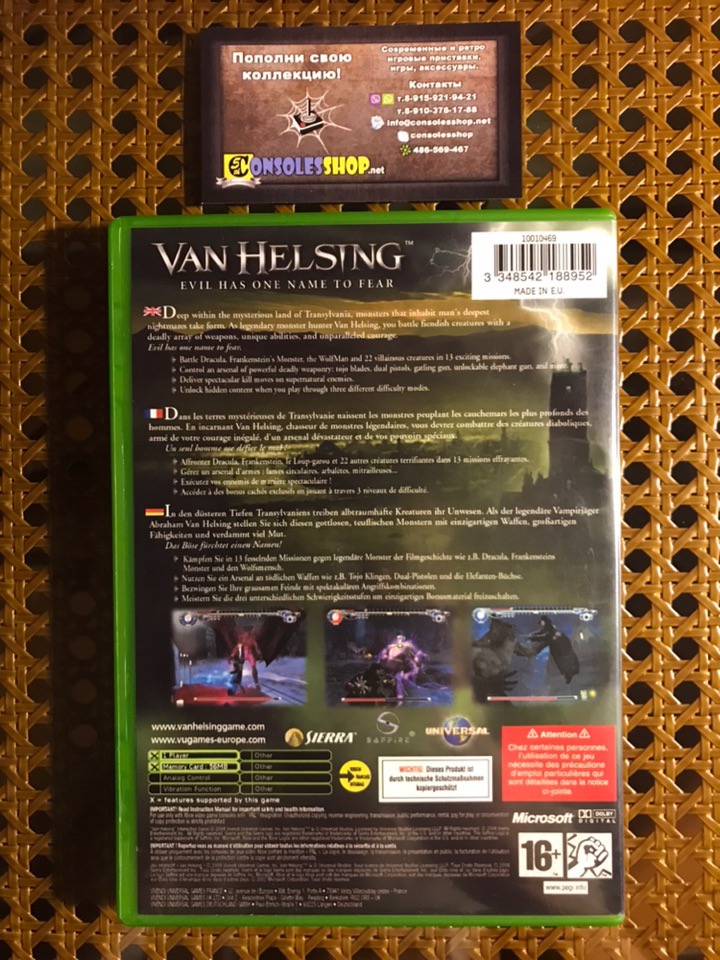 Пополни свою
коллекцию!
Современные и ретро
игровые приставки,
игры, аксессуары.
Контакты
т.8-915-921-94-21
т.8-910-376-17-88
info@consolesshop.net
consolesshop
486-569-467
CONSOLESSHOP.net
VAN HELSING™
EVIL HAS ONE NAME TO FEAR
10010469
3 348542 188952
MADE IN E.U.
Deep within the mysterious land of Transylvania, monsters that inhabit man's deepest
nightmares take form. As legendary monster hunter Van Helsing, you battle fiendish creatures with a
deadly array of weapons, unique abilities, and unparalleled courage.
Evil has one name to fear.
Battle Dracula, Frankenstein's Monster, the WolfMan and 22 villainous creatures in 13 exciting missions.
Control an arsenal of powerful deadly weaponry: tojo blades, dual pistols, gatling gun, unlockable elephant gun, and more.
Deliver spectacular kill moves on supernatural enemies.
Unlock hidden content when you play through three different difficulty modes.
Dans les terres mystérieuses de Transylvanie naissent les monstres peuplant les cauchemars les plus profonds des
hommes. En incarnant Van Helsing, chasseur de monstres légendaires, vous devrez combattre des créatures diaboliques,
armé de votre courage inégalé, d'un arsenal dévastateur et de vos pouvoirs spéciaux.
Un seul homme ose défier le mal !
Affrontez Dracula, Frankenstein, le Loup-garou et 22 autres créatures terrifiantes dans 13 missions effrayantes.
Gérez un arsenal d'armes : lames circulaires, arbalètes, mitrailleuses...
Exécutez vos ennemis de manière spectaculaire !
Accédez à des bonus cachés exclusifs en jouant à travers 3 niveaux de difficulté.
In den düsteren Tiefen Transylvaniens treiben albtraumhafte Kreaturen ihr Unwesen. Als der legendäre Vampirjäger
Abraham Van Helsing stellen Sie sich diesen gottlosen, teuflischen Monstern mit einzigartigen Waffen, großartigen
Fähigkeiten und verdammt viel Mut.
Das Böse fürchtet einen Namen!
Kämpfen Sie in 13 fesselnden Missionen gegen legendäre Monster der Filmgeschichte wie z.B. Dracula, Frankensteins
Monster und den Wolfsmensch.
Nutzen Sie ein Arsenal an tödlichen Waffen wie z.B. Tojo Klingen, Dual-Pistolen und die Elefanten-Büchse.
Bezwingen Sie Ihre grausamen Feinde mit spektakulären Angriffskombinationen.
Meistern Sie die drei unterschiedlichen Schwierigkeitsstufen um einzigartiges Bonusmaterial freizuschalten.
www.vanhelsinggame.com
www.vugames-europe.com
SIERRA
SAFFIRE
UNIVERSAL
1 Player
Other
Memory Card : 56MB
Other
Analog Control
Other
Vibration Function
Other
X = features supported by this game
WICHTIG: Dieses Produkt ist
durch technische Schutzmaßnahmen
kopiergeschützt
Attention
Chez certaines personnes,
l'utilisation de ce jeu
nécessite des précautions
d'emploi particulières qui
sont détaillées dans la notice
ci-jointe.
IMPORTANT: Read Instruction Manual for important safety and health information.
Microsoft
DOLBY
DIGITAL
16+
www.pegi.info